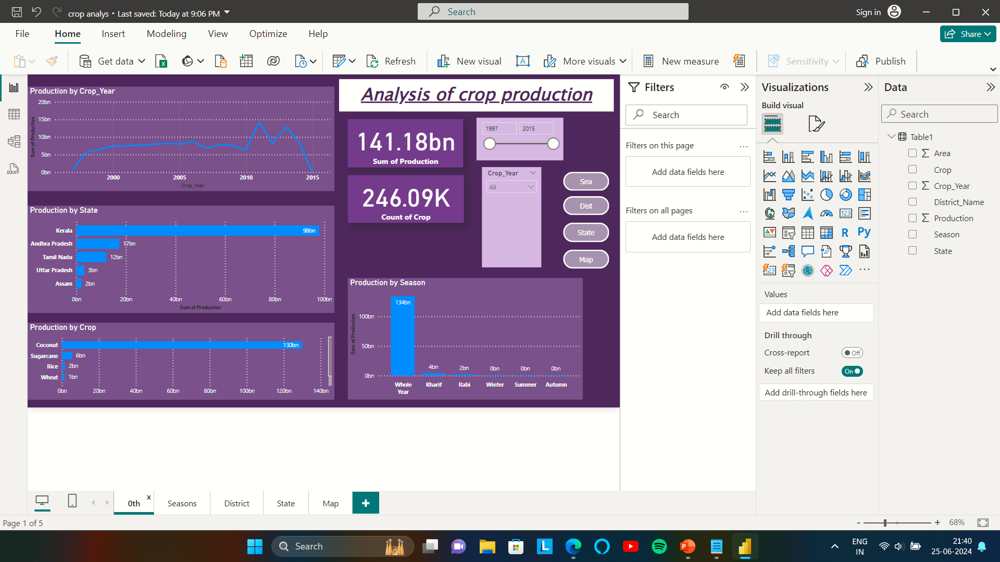 crop analys • Last saved: Today at 9:06 PM
Search
Sign in
File
Home
Insert
Modeling
View
Optimize
Help
Share
Get data
Refresh
New visual
More visuals
New measure
Sensitivity
Publish
DAX
Production by Crop_Year
20bn
15bn
10bn
5bn
0bn
Sum of Production
2000
2005
2010
2015
Crop_Year
Production by State
Kerala
98bn
Andhra Pradesh
17bn
Tamil Nadu
12bn
Uttar Pradesh
3bn
Assam
2bn
0bn
20bn
40bn
60bn
80bn
100bn
Sum of Production
Production by Crop
Coconut
130bn
Sugarcane
6bn
Rice
2bn
Wheat
1bn
0bn
20bn
40bn
60bn
80bn
100bn
120bn
140bn
Analysis of crop production
141.18bn
Sum of Production
246.09K
Count of Crop
1997
2015
Crop_Year
All
Sea
Dist
State
Map
Production by Season
100bn
50bn
0bn
Sum of Production
134bn
4bn
2bn
0bn
0bn
0bn
Whole
Year
Kharif
Rabi
Winter
Summer
Autumn
Filters
Search
Filters on this page
...
Add data fields here
Filters on all pages
...
Add data fields here
Visualizations
Build visual
123
R
Py
123
...
Values
Add data fields here
Drill through
Cross-report
Off
Keep all filters
On
Add drill-through fields here
Data
Search
Table1
Area
Crop
Crop_Year
District_Name
Production
Season
State
0th
x
Seasons
District
State
Map
+
Page 1 of 5
- +
68%
Search
L
P
ENG
IN
21:40
25-06-2024